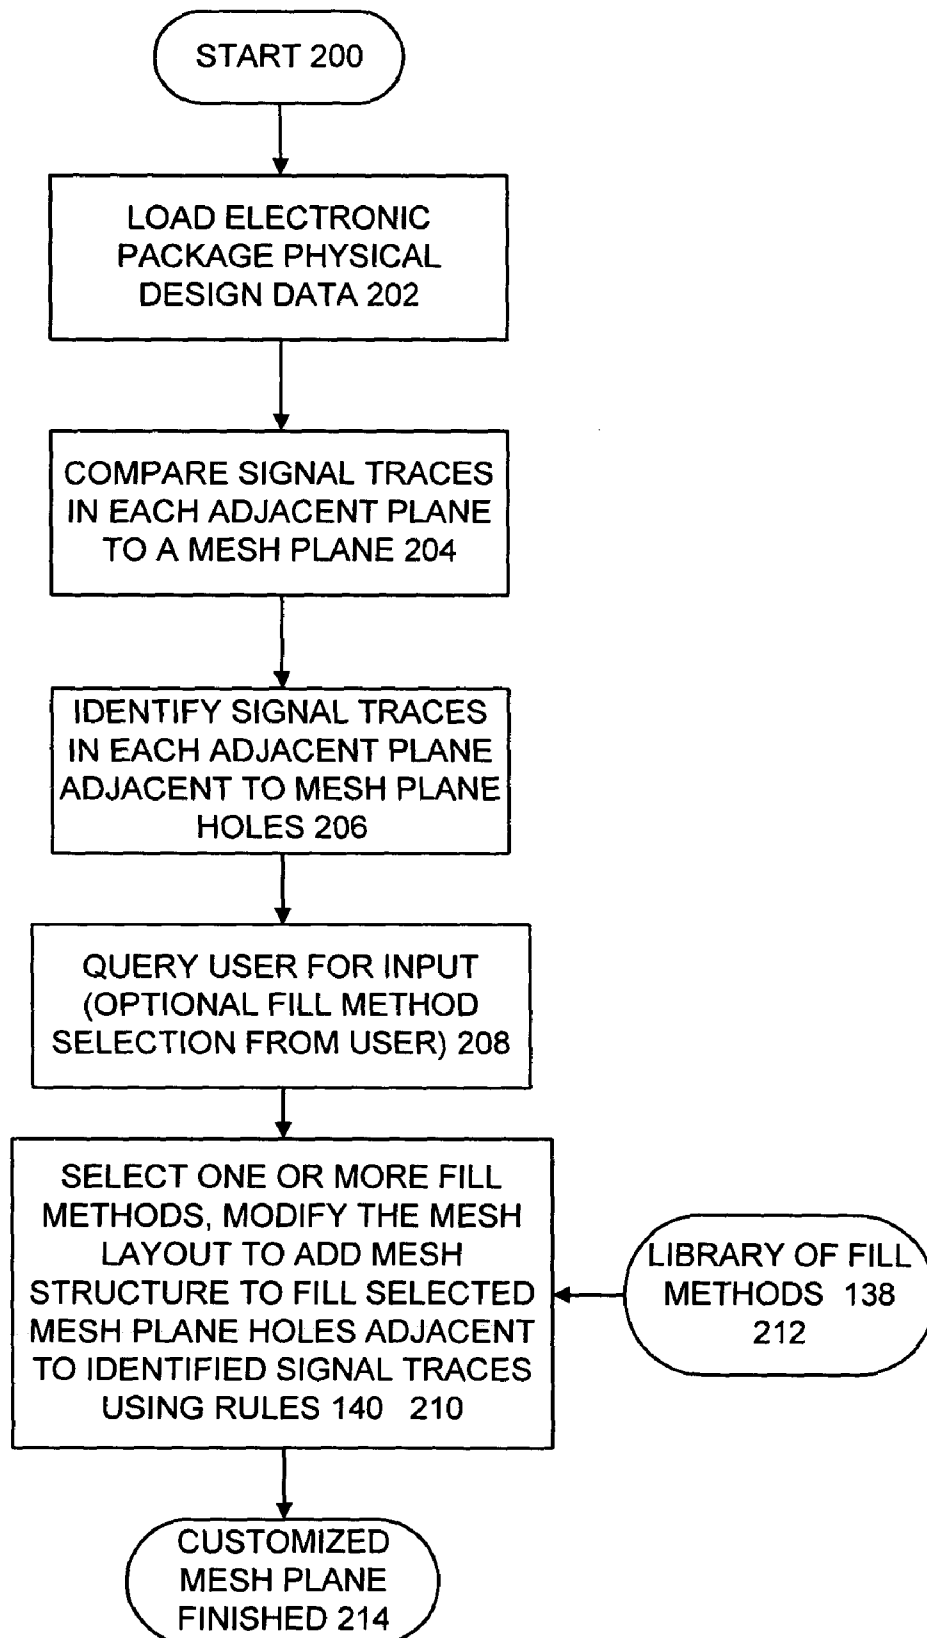 START 200
LOAD ELECTRONIC
PACKAGE PHYSICAL
DESIGN DATA 202
COMPARE SIGNAL TRACES
IN EACH ADJACENT PLANE
TO A MESH PLANE 204
IDENTIFY SIGNAL TRACES
IN EACH ADJACENT PLANE
ADJACENT TO MESH PLANE
HOLES 206
QUERY USER FOR INPUT
(OPTIONAL FILL METHOD
SELECTION FROM USER) 208
SELECT ONE OR MORE FILL
METHODS, MODIFY THE MESH
LAYOUT TO ADD MESH
STRUCTURE TO FILL SELECTED
MESH PLANE HOLES ADJACENT
TO IDENTIFIED SIGNAL TRACES
USING RULES 140 210
LIBRARY OF FILL
METHODS 138
212
CUSTOMIZED
MESH PLANE
FINISHED 214